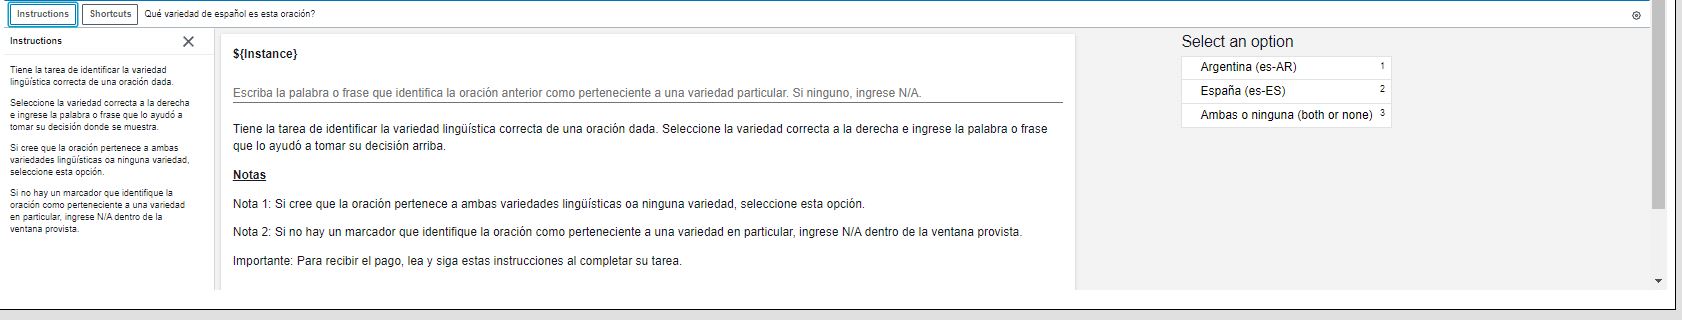 Instructions Shortcuts Qué variedad de español es esta oración?
Instructions
Tiene la tarea de identificar la variedad
lingüística correcta de una oración dada.
Seleccione la variedad correcta a la derecha
e ingrese la palabra o frase que lo ayudó a
tomar su decisión donde se muestra.
Si cree que la oración pertenece a ambas
variedades lingüísticas oa ninguna variedad,
seleccione esta opción.
Si no hay un marcador que identifique la
oración como perteneciente a una variedad
en particular, ingrese N/A dentro de la
ventana provista.
${Instance}
Escriba la palabra o frase que identifica la oración anterior como perteneciente a una variedad particular. Si ninguno, ingrese N/A.
Tiene la tarea de identificar la variedad lingüística correcta de una oración dada. Seleccione la variedad correcta a la derecha e ingrese la palabra o frase
que lo ayudó a tomar su decisión arriba.
Notas
Nota 1: Si cree que la oración pertenece a ambas variedades lingüísticas oa ninguna variedad, seleccione esta opción.
Nota 2: Si no hay un marcador que identifique la oración como perteneciente a una variedad en particular, ingrese N/A dentro de la ventana provista.
Importante: Para recibir el pago, lea y siga estas instrucciones al completar su tarea.
Select an option
Argentina (es-AR) 1
España (es-ES) 2
Ambas o ninguna (both or none) 3